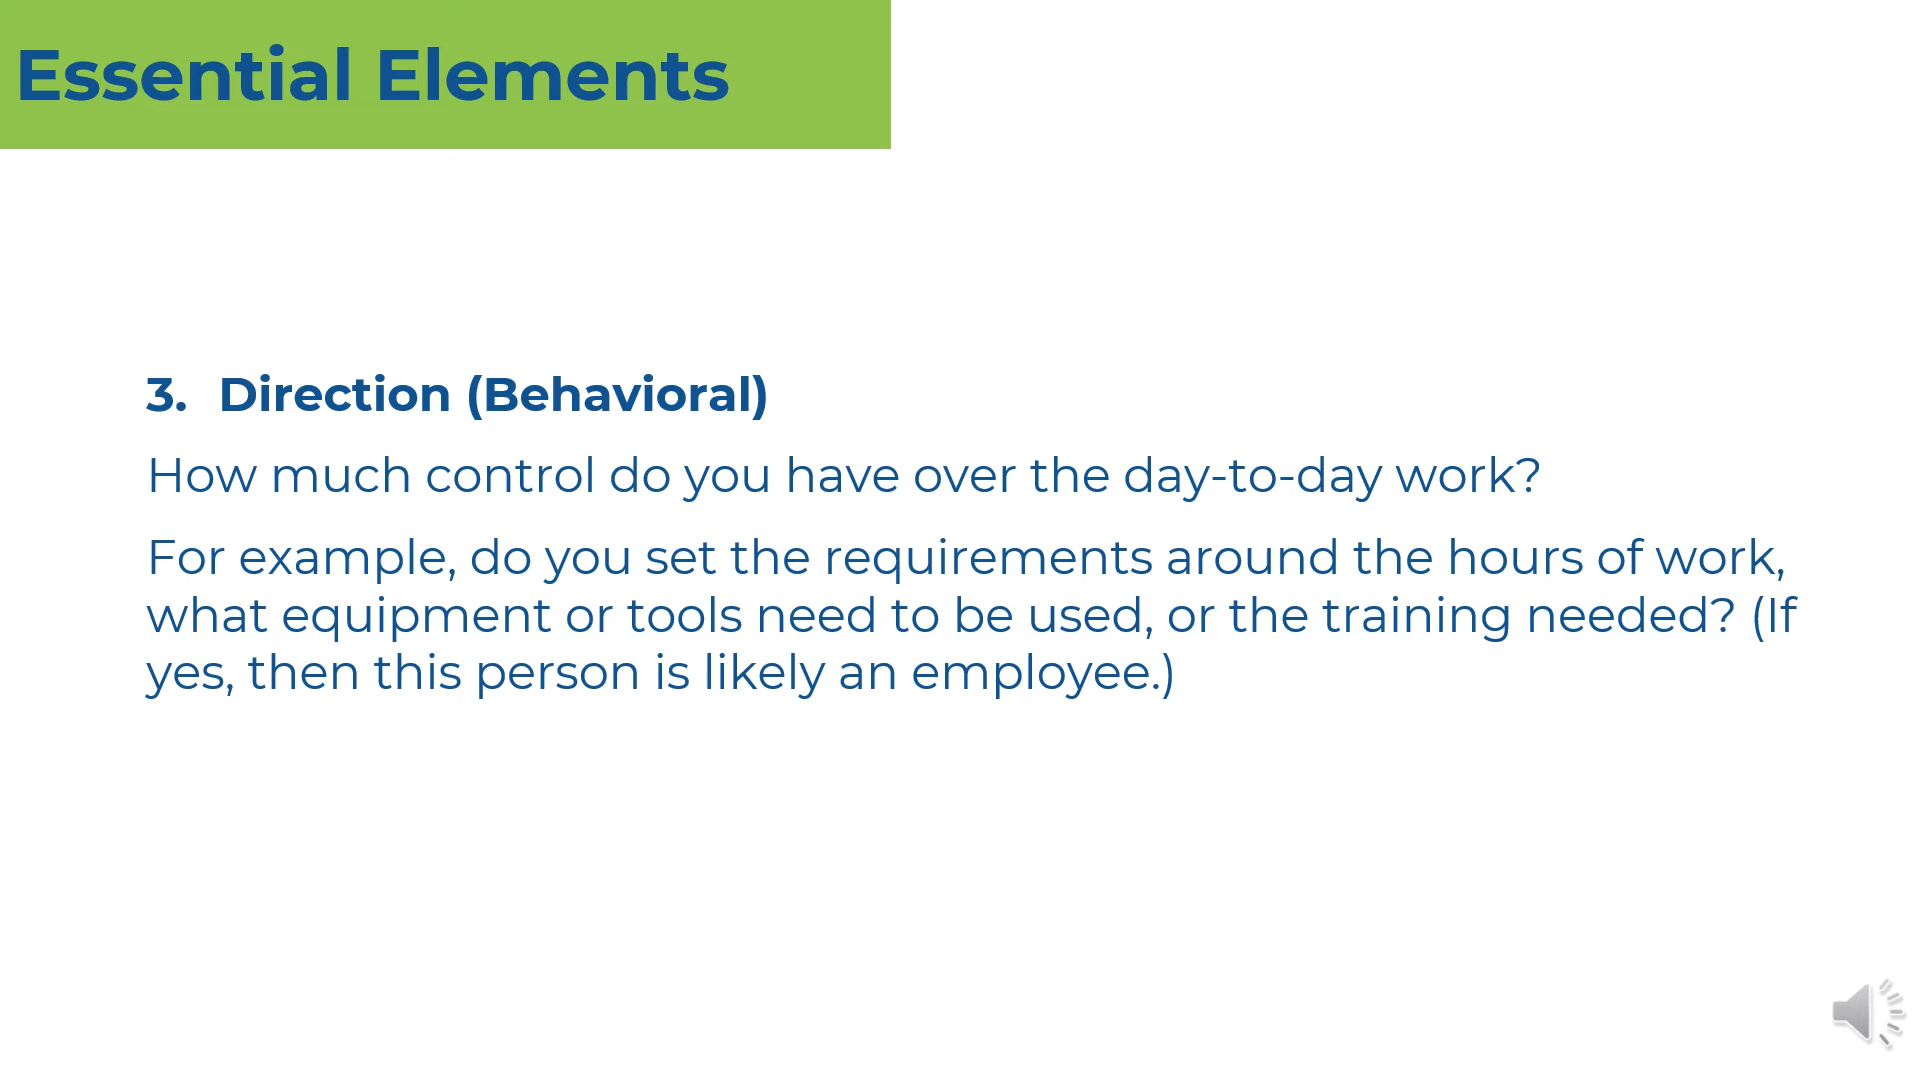 Essential Elements
3. Direction (Behavioral)
How much control do you have over the day-to-day work?
For example, do you set the requirements around the hours of work,
what equipment or tools need to be used, or the training needed? (If
yes, then this person is likely an employee.)